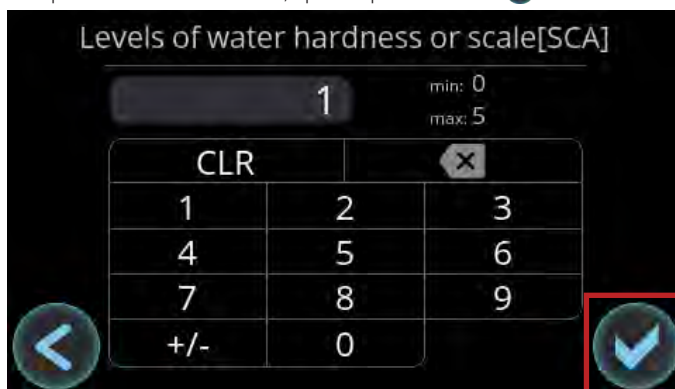 Levels of water hardness or scale[SCA]
1
min: 0
max: 5
CLR
1 2 3
4 5 6
7 8 9
+/- 0